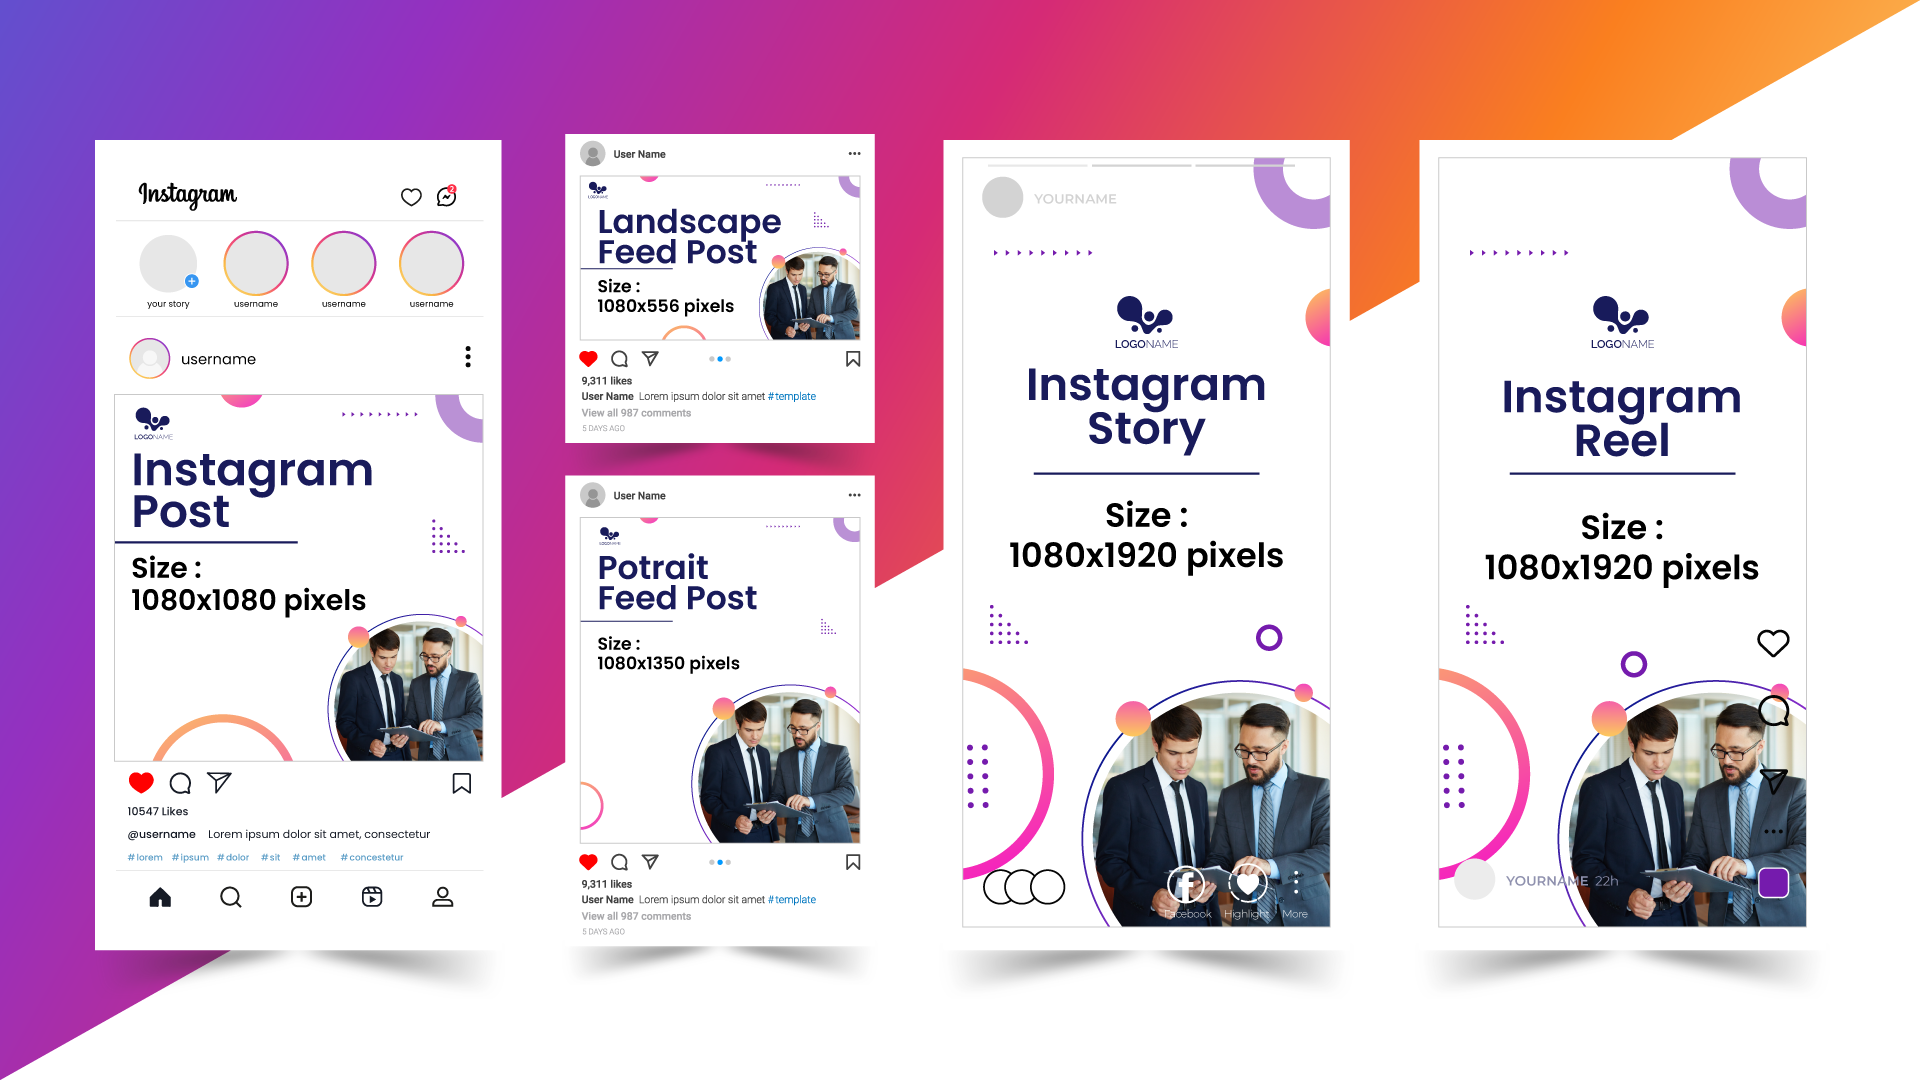 Instagram
2
your story
username
username
username
username
LOGONAME
Instagram
Post
Size :
1080x1080 pixels
10547 Likes
@username Lorem ipsum dolor sit amet, consectetur
#lorem #ipsum #dolor #sit #amet #concestetur
User Name
LOGONAME
Landscape
Feed Post
Size :
1080x556 pixels
9,311 likes
User Name Lorem ipsum dolor sit amet #template
View all 987 comments
5 DAYS AGO
User Name
LOGONAME
Potrait
Feed Post
Size :
1080x1350 pixels
9,311 likes
User Name Lorem ipsum dolor sit amet #template
View all 987 comments
5 DAYS AGO
YOURNAME
LOGONAME
Instagram
Story
Size :
1080x1920 pixels
Facebook Highlight More
LOGONAME
Instagram
Reel
Size :
1080x1920 pixels
YOURNAME 22h